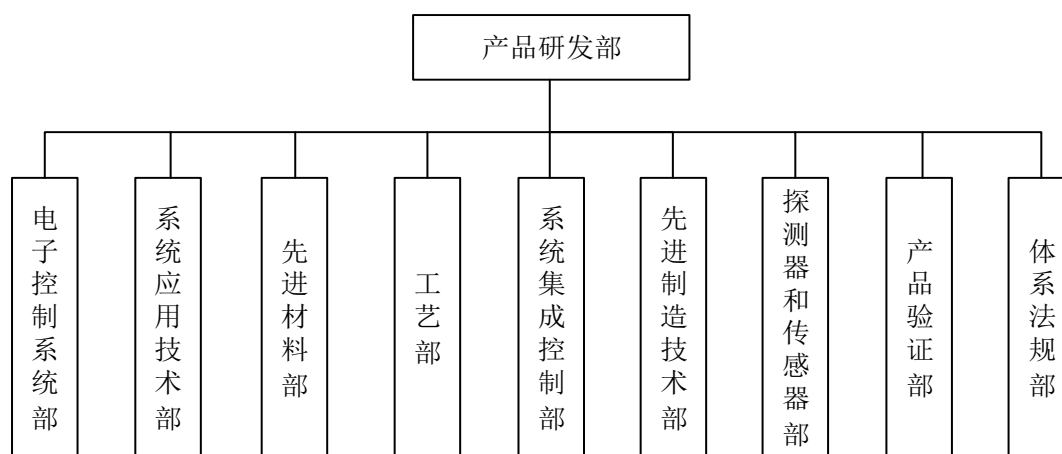 产品研发部
电子控制系统部
系统应用技术部
先进材料部
工艺部
系统集成控制部
先进制造技术部
探测器和传感器部
产品验证部
体系法规部